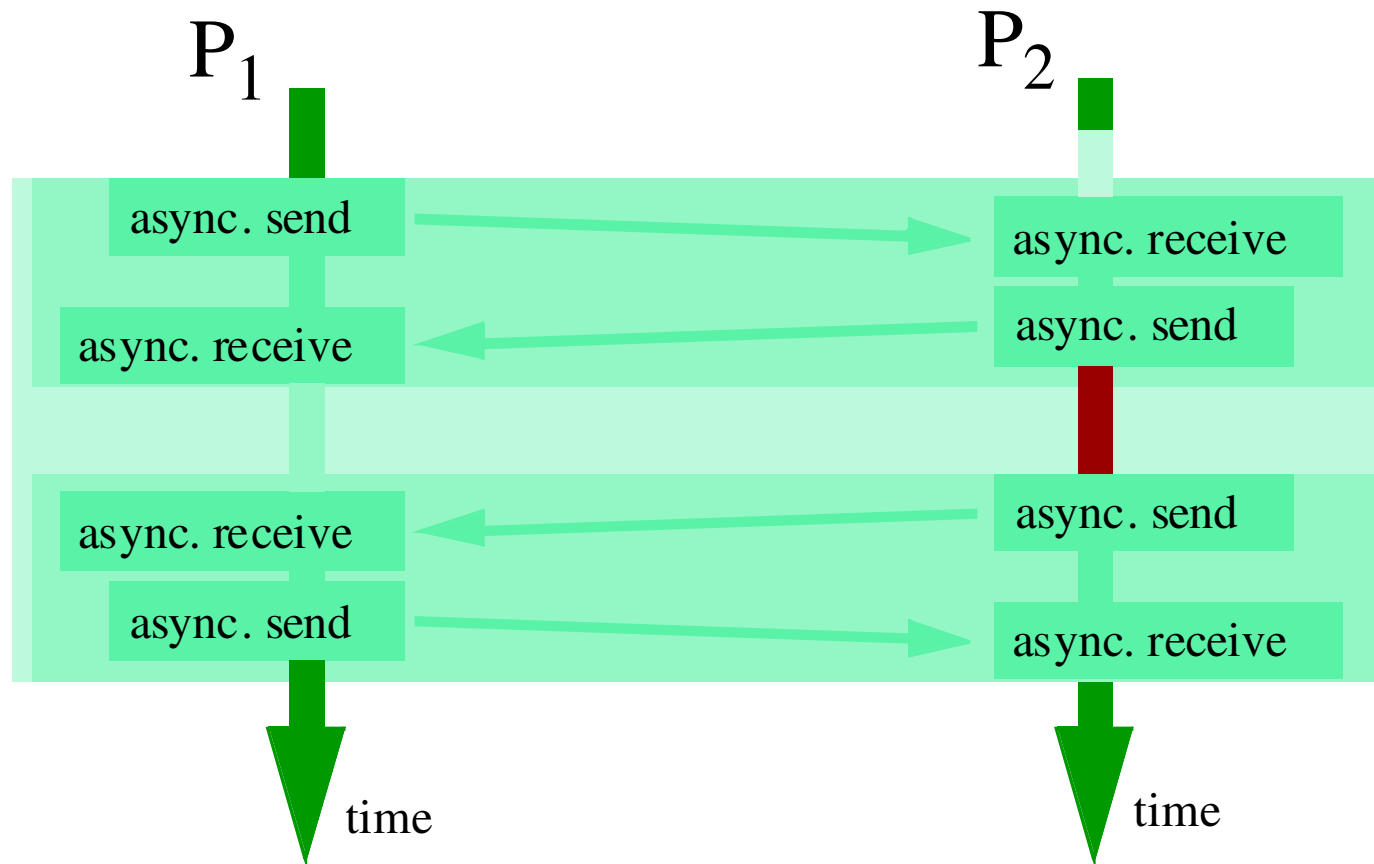 P1
P2
async. send
async. receive
async. send
async. receive
async. send
async. receive
async. send
async. receive
time
time